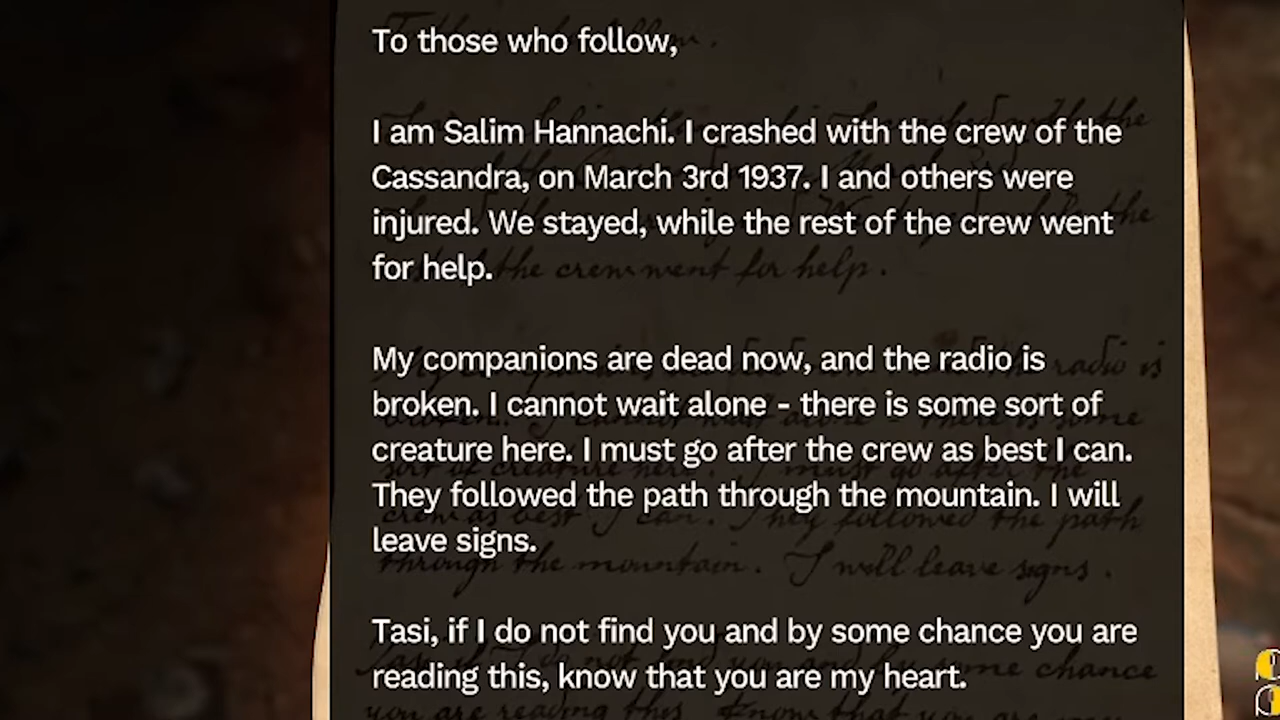 To those who follow,
I am Salim Hannachi. I crashed with the crew of the
Cassandra, on March 3rd 1937. I and others were
injured. We stayed, while the rest of the crew went
for help.
My companions are dead now, and the radio is
broken. I cannot wait alone - there is some sort of
creature here. I must go after the crew as best I can.
They followed the path through the mountain. I will
leave signs.
Tasi, if I do not find you and by some chance you are
reading this, know that you are my heart.